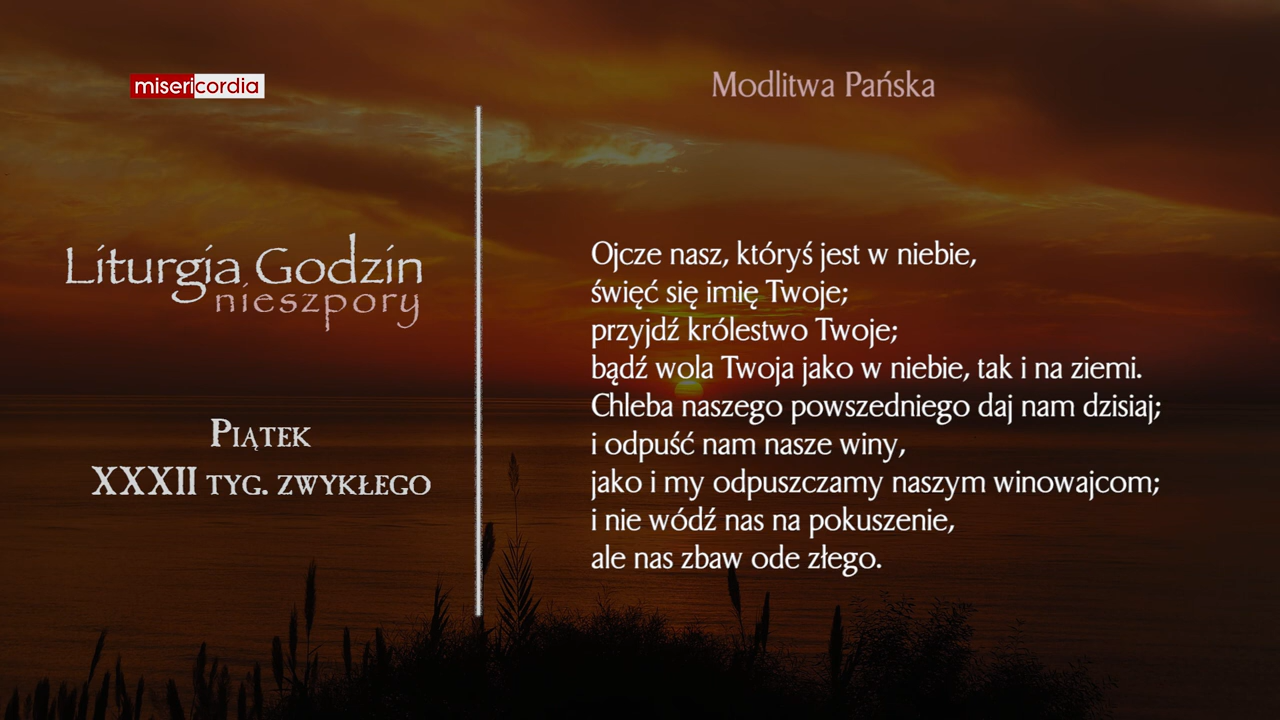 misericordia
Liturgia Godzin
nieszpory
Piątek
XXXII tyg. zwykłego
Modlitwa Pańska
Ojcze nasz, któryś jest w niebie,
święć się imię Twoje;
przyjdź królestwo Twoje;
bądź wola Twoja jako w niebie, tak i na ziemi.
Chleba naszego powszedniego daj nam dzisiaj;
i odpuść nam nasze winy,
jako i my odpuszczamy naszym winowajcom;
i nie wódź nas na pokuszenie,
ale nas zbaw ode złego.